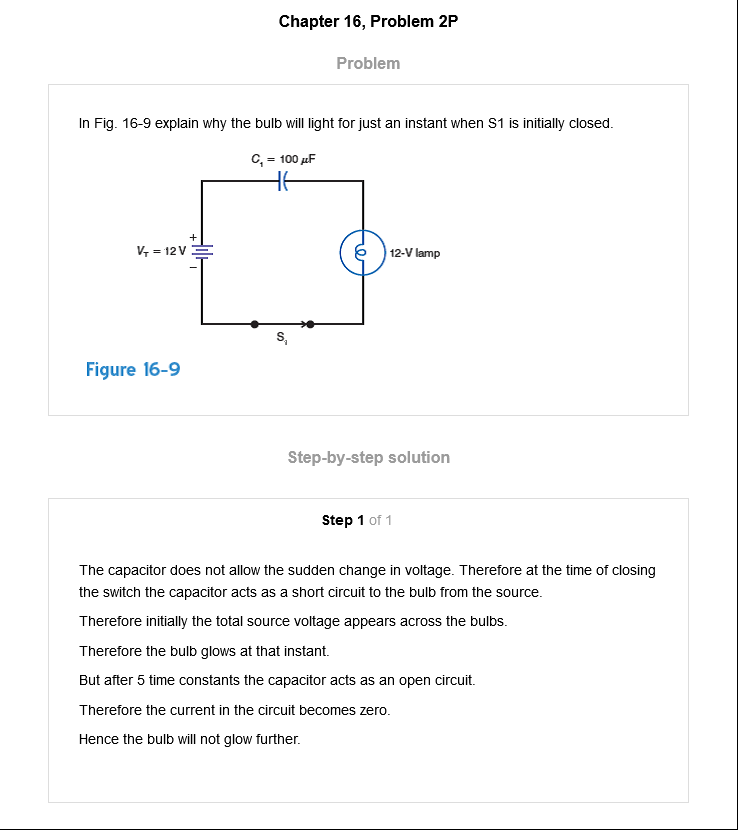 Chapter 16, Problem 2P
Problem
In Fig. 16-9 explain why the bulb will light for just an instant when S1 is initially closed.
C₁ = 100 μF
+
V_T = 12 V
−
12-V lamp
S₁
Figure 16-9
Step-by-step solution
Step 1 of 1
The capacitor does not allow the sudden change in voltage. Therefore at the time of closing
the switch the capacitor acts as a short circuit to the bulb from the source.
Therefore initially the total source voltage appears across the bulbs.
Therefore the bulb glows at that instant.
But after 5 time constants the capacitor acts as an open circuit.
Therefore the current in the circuit becomes zero.
Hence the bulb will not glow further.